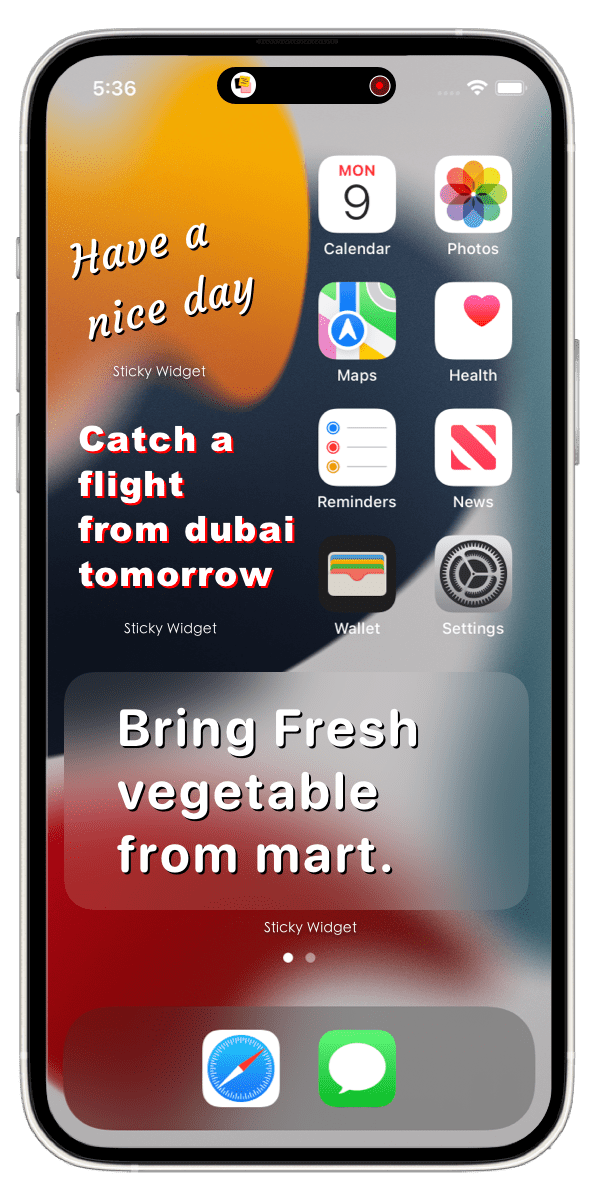 5:36
MON
9
Calendar
Photos
Have a
nice day
Sticky Widget
Maps
Health
Catch a
flight
from dubai
tomorrow
Sticky Widget
Reminders
News
Wallet
Settings
Bring Fresh
vegetable
from mart.
Sticky Widget